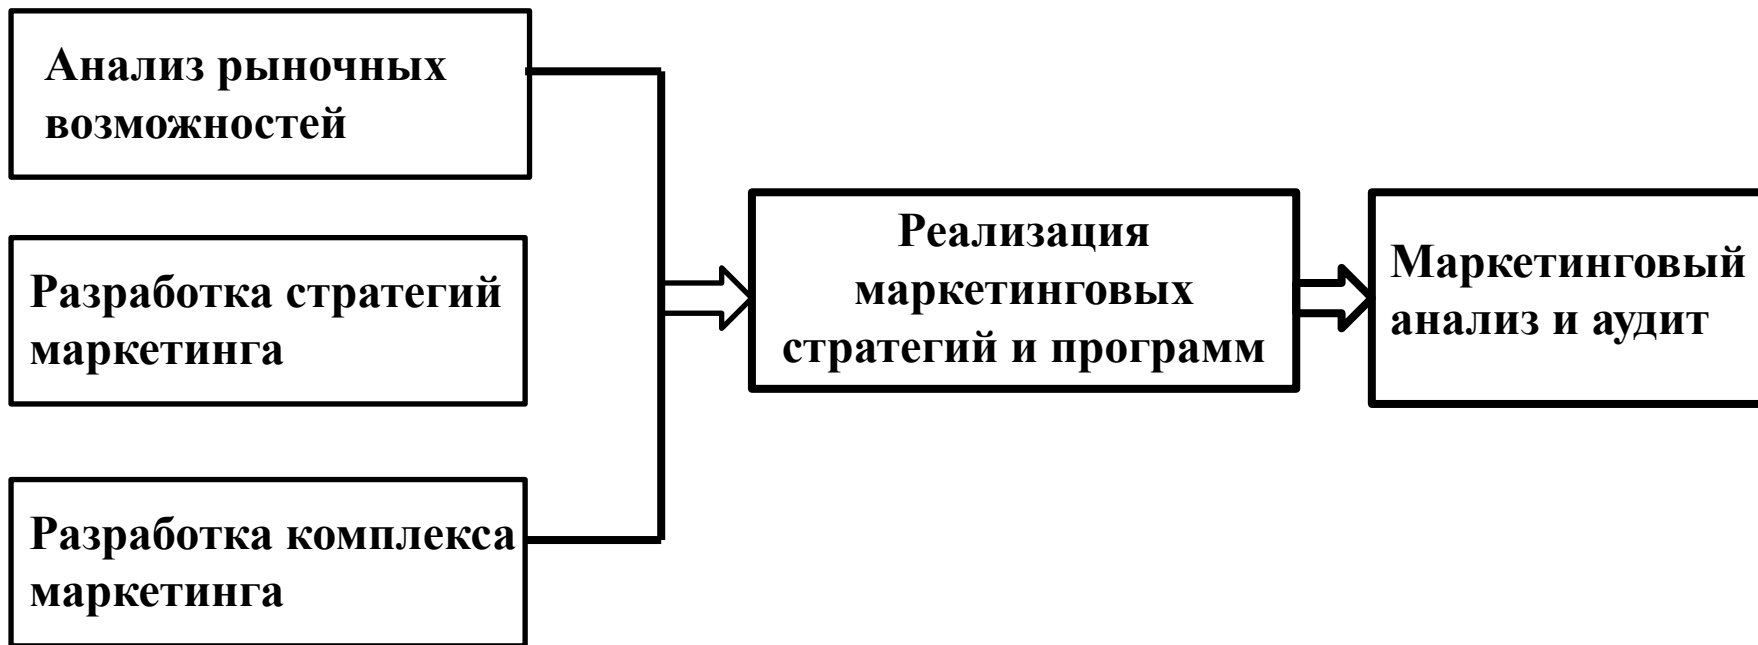 Анализ рыночных
возможностей
Разработка стратегий
маркетинга
Разработка комплекса
маркетинга
Реализация
маркетинговых
стратегий и программ
Маркетинговый
анализ и аудит